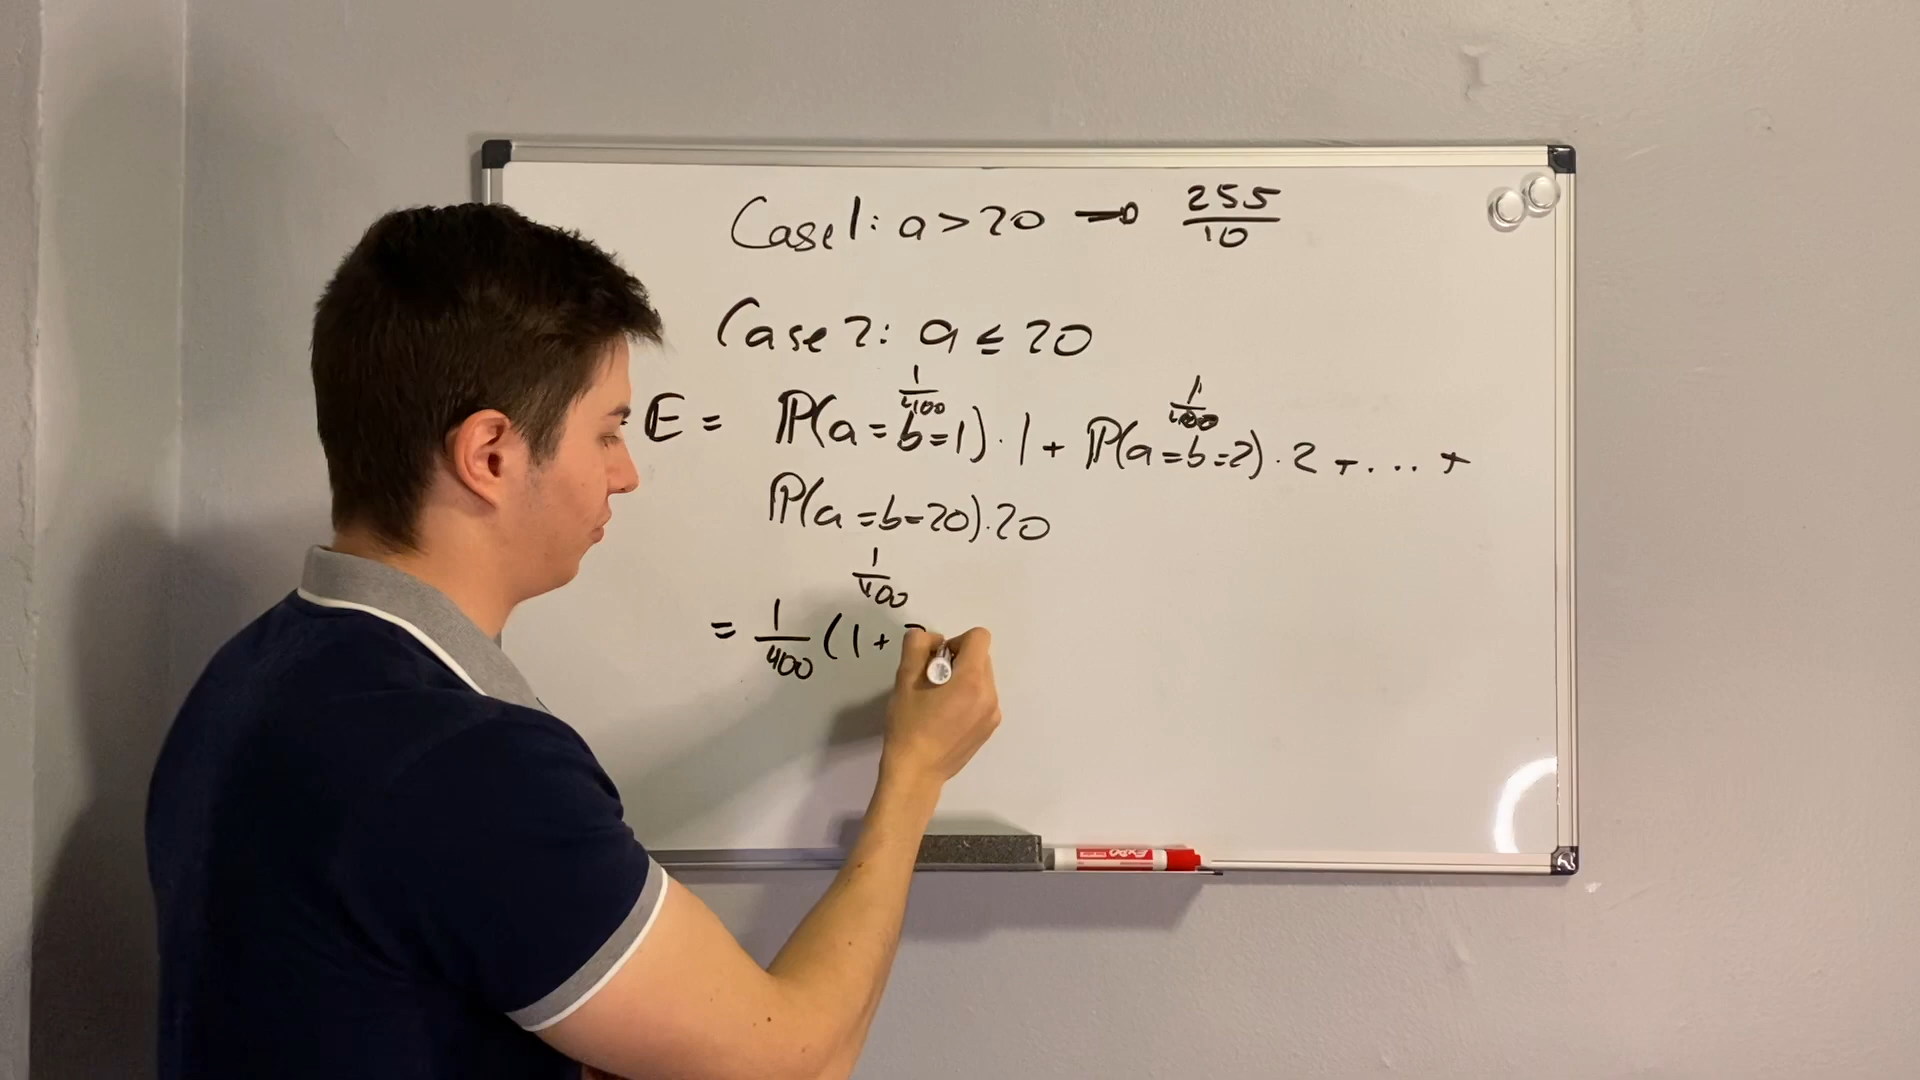 Case 1: a > 20 → 255/10
Case 2: a ≤ 20
1/400 1/400
E = P(a=b=1)·1 + P(a=b=2)·2 + ... +
P(a=b=20)·20
1/400
= 1/400 (1 +
EXPO